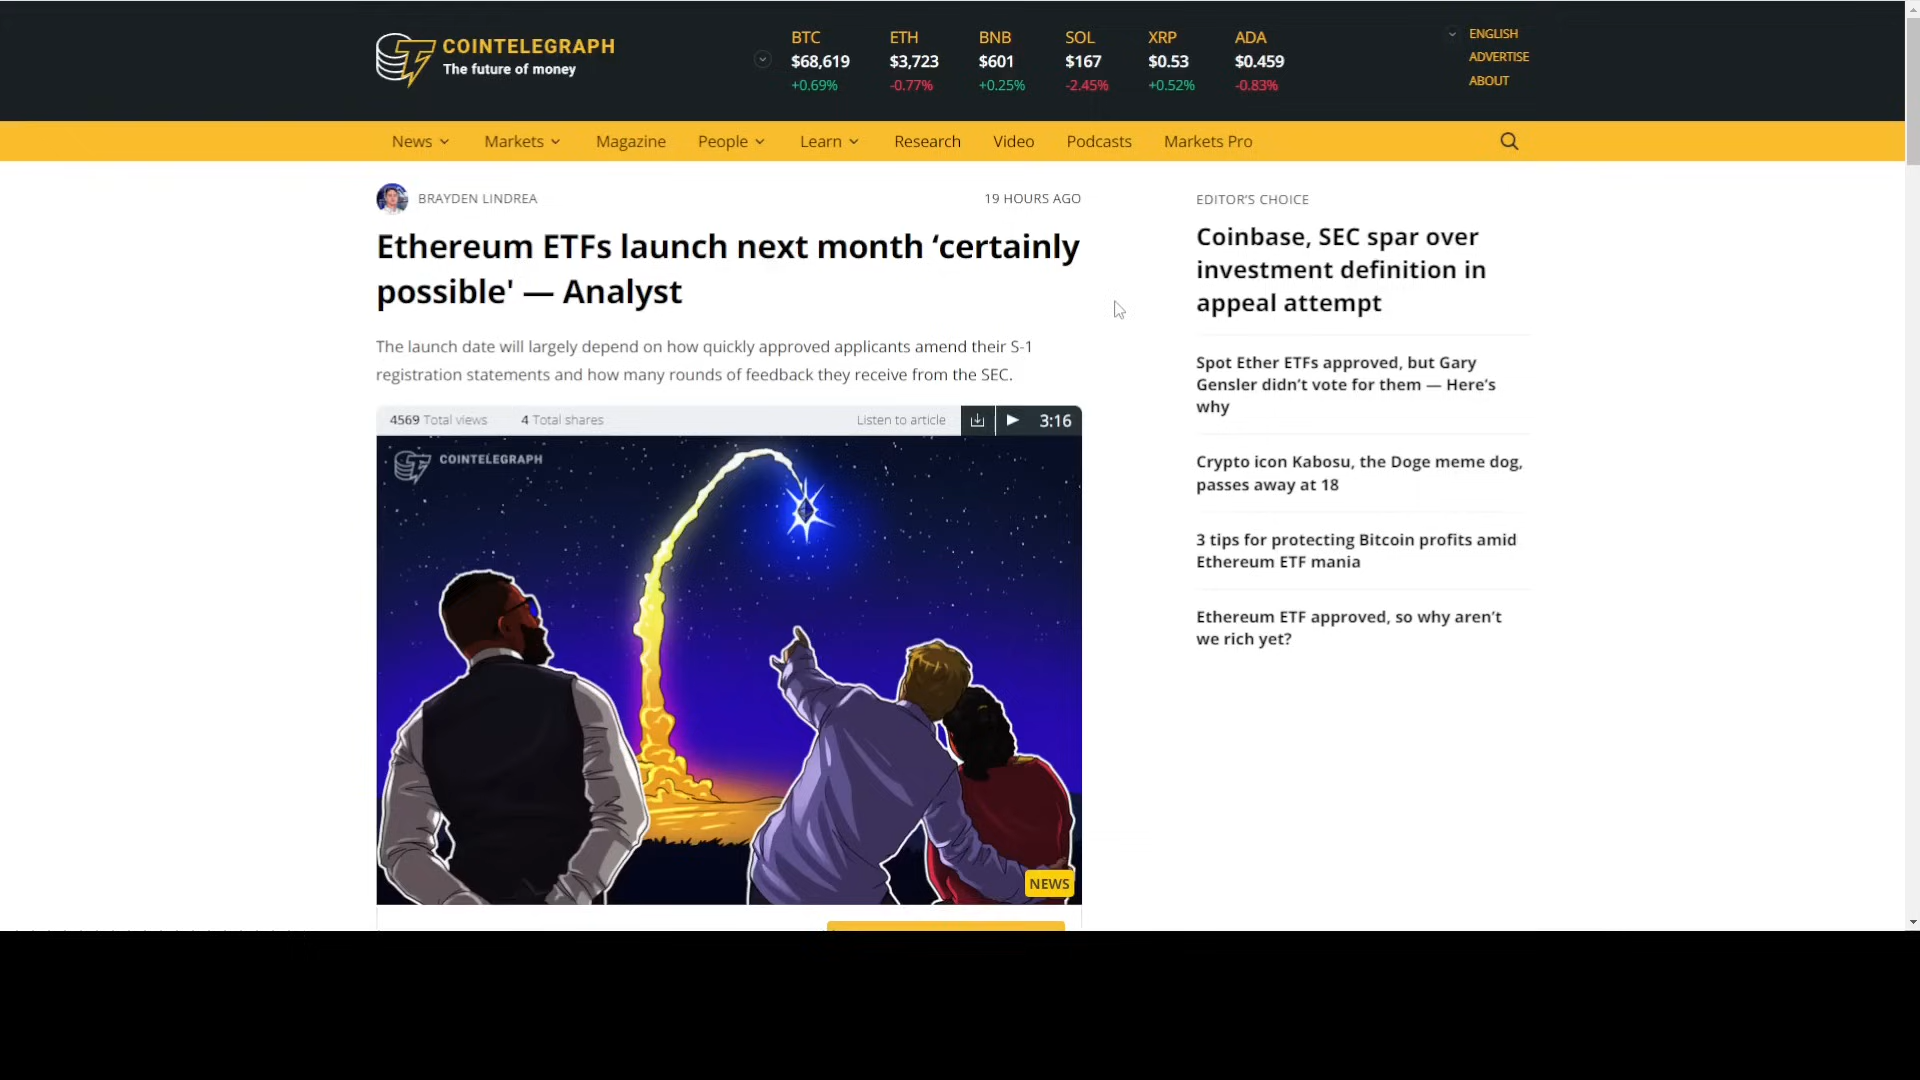 COINTELEGRAPH
The future of money
BTC ETH BNB SOL XRP ADA
$68,619 $3,723 $601 $167 $0.53 $0.459
+0.69% -0.77% +0.25% -2.45% +0.52% -0.83%
ENGLISH
ADVERTISE
ABOUT
News Markets Magazine People Learn Research Video Podcasts Markets Pro
BRAYDEN LINDREA 19 HOURS AGO
Ethereum ETFs launch next month ‘certainly
possible' — Analyst
The launch date will largely depend on how quickly approved applicants amend their S-1
registration statements and how many rounds of feedback they receive from the SEC.
4569 Total views 4 Total shares Listen to article 3:16
COINTELEGRAPH
NEWS
EDITOR’S CHOICE
Coinbase, SEC spar over
investment definition in
appeal attempt
Spot Ether ETFs approved, but Gary
Gensler didn’t vote for them — Here’s
why
Crypto icon Kabosu, the Doge meme dog,
passes away at 18
3 tips for protecting Bitcoin profits amid
Ethereum ETF mania
Ethereum ETF approved, so why aren’t
we rich yet?